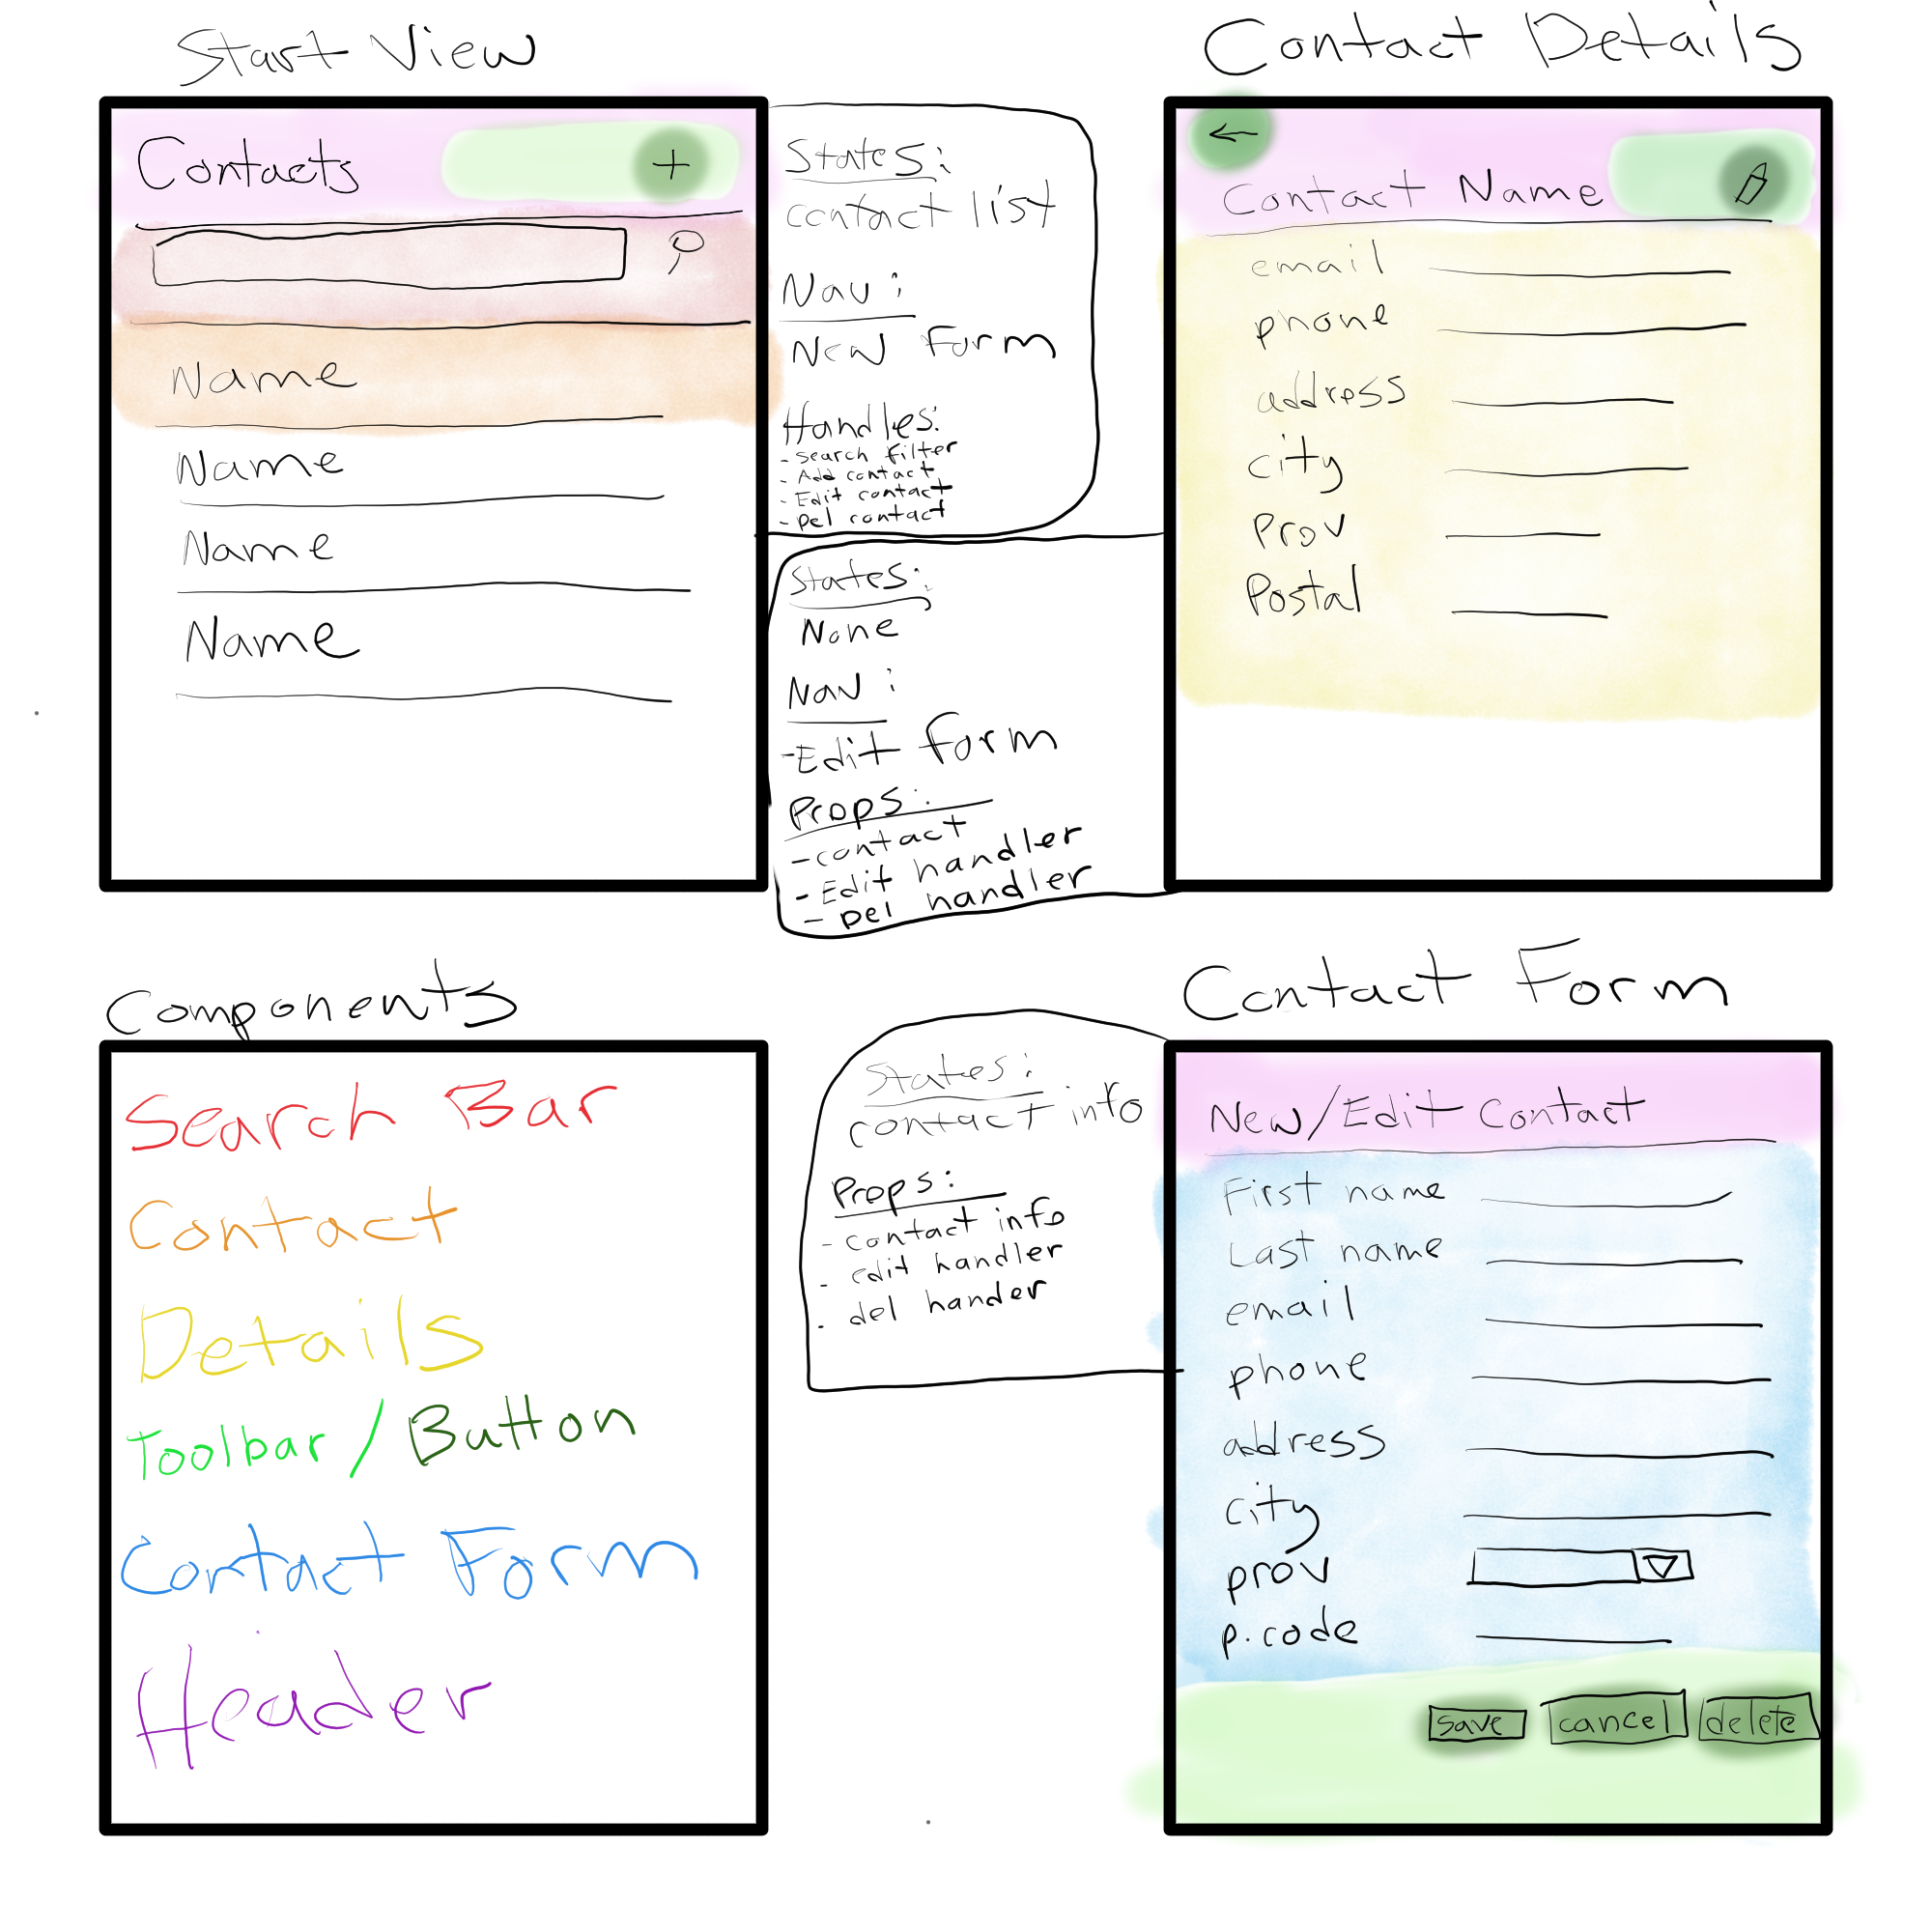 Start View
Contacts
+
Name
Name
Name
Name
States:
contact list
Nav:
New Form
Handles:
- search filter
- Add contact
- Edit contact
- Del contact
States:
None
Nav:
-Edit form
Props:
-contact
-Edit handler
-Del handler
Contact Details
←
Contact Name
email
phone
address
city
Prov
Postal
Components
Search Bar
Contact
Details
Toolbar/Button
Contact Form
Header
States:
contact info
Props:
- contact info
- edit handler
- del hander
Contact Form
New/Edit Contact
First name
Last name
email
phone
address
city
prov
p.code
save cancel delete